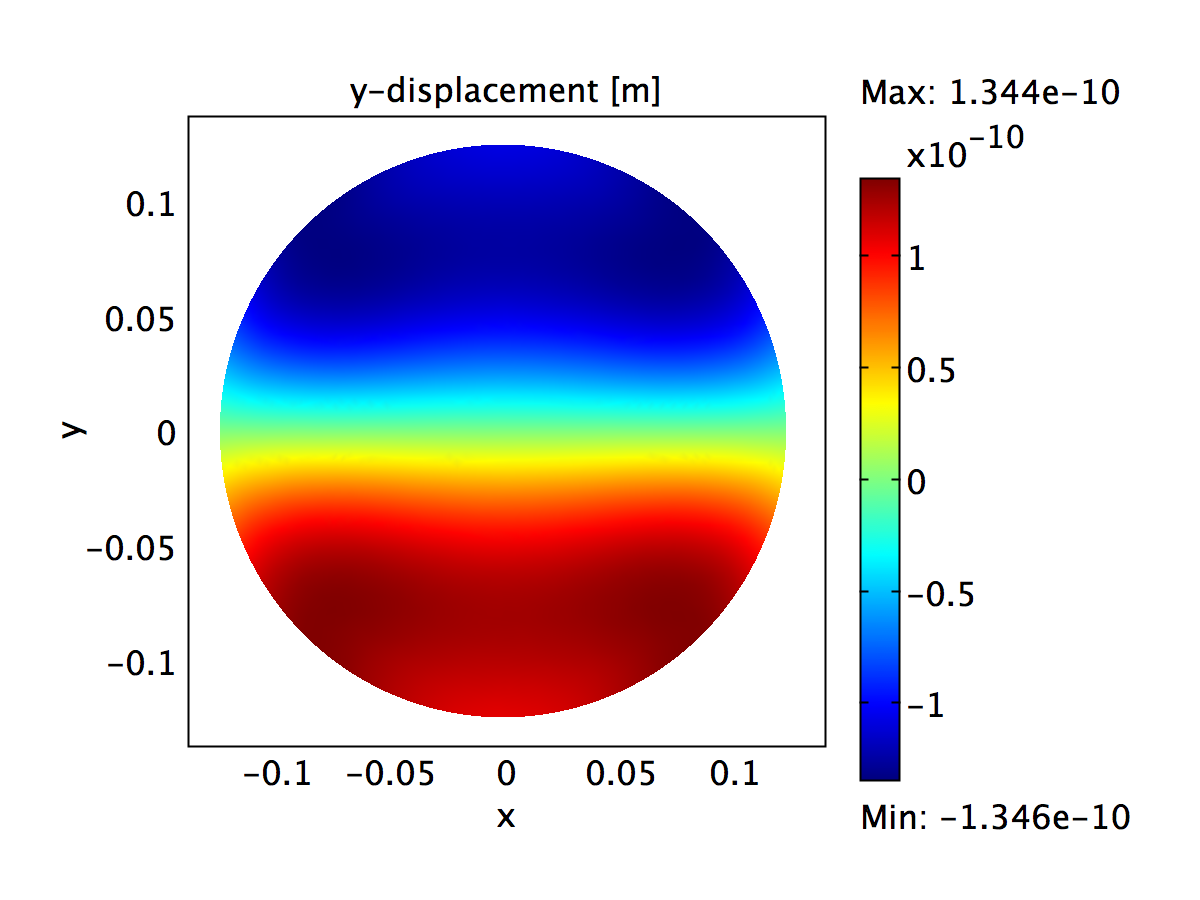 y-displacement [m]
Max: 1.344e-10
x10^-10
0.1
0.05
0
-0.05
-0.1
y
-0.1 -0.05 0 0.05 0.1
x
1
0.5
0
-0.5
-1
Min: -1.346e-10